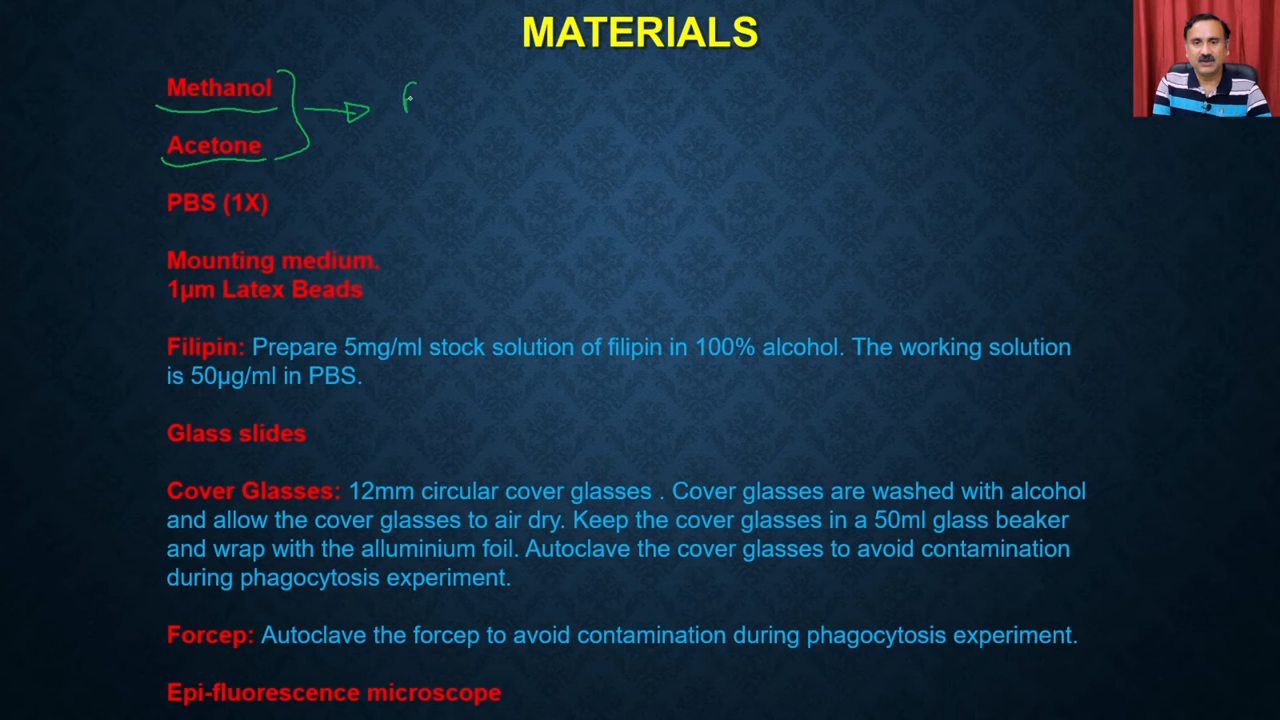 MATERIALS
Methanol
Acetone
PBS (1X)
Mounting medium.
1µm Latex Beads
Filipin: Prepare 5mg/ml stock solution of filipin in 100% alcohol. The working solution
is 50µg/ml in PBS.
Glass slides
Cover Glasses: 12mm circular cover glasses . Cover glasses are washed with alcohol
and allow the cover glasses to air dry. Keep the cover glasses in a 50ml glass beaker
and wrap with the alluminium foil. Autoclave the cover glasses to avoid contamination
during phagocytosis experiment.
Forcep: Autoclave the forcep to avoid contamination during phagocytosis experiment.
Epi-fluorescence microscope